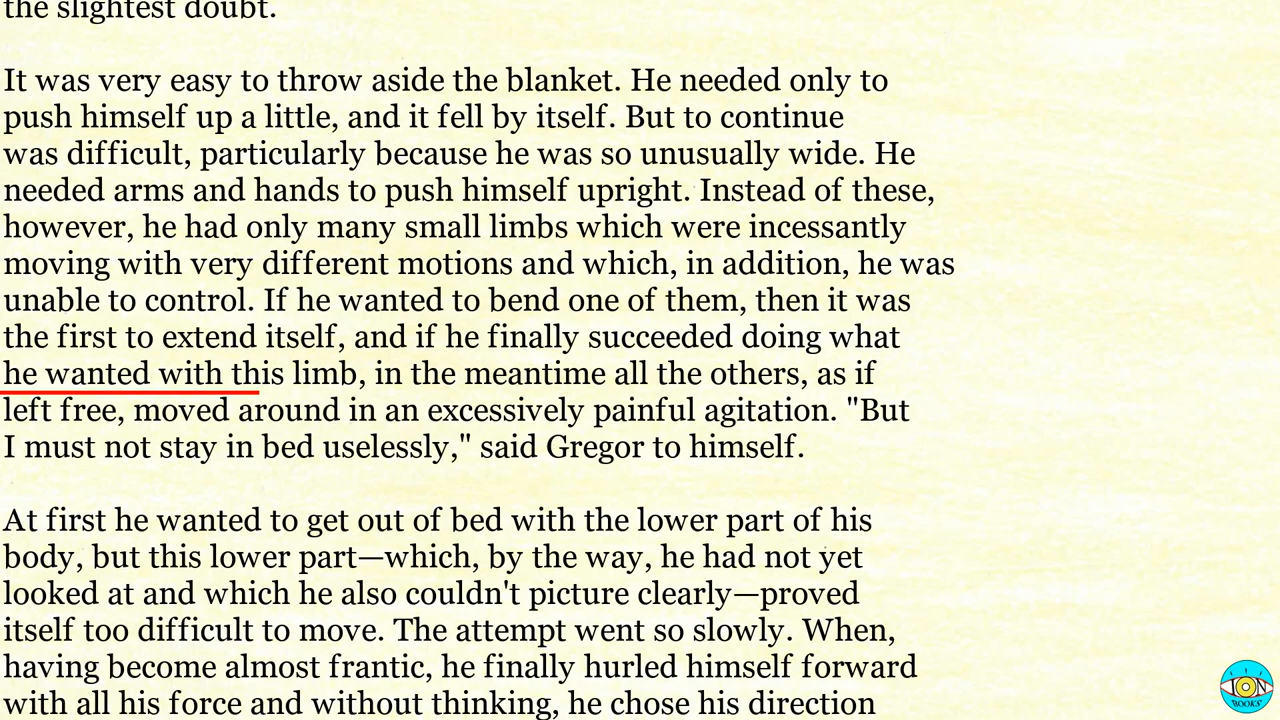 the slightest doubt.
It was very easy to throw aside the blanket. He needed only to
push himself up a little, and it fell by itself. But to continue
was difficult, particularly because he was so unusually wide. He
needed arms and hands to push himself upright. Instead of these,
however, he had only many small limbs which were incessantly
moving with very different motions and which, in addition, he was
unable to control. If he wanted to bend one of them, then it was
the first to extend itself, and if he finally succeeded doing what
he wanted with this limb, in the meantime all the others, as if
left free, moved around in an excessively painful agitation. "But
I must not stay in bed uselessly," said Gregor to himself.
At first he wanted to get out of bed with the lower part of his
body, but this lower part—which, by the way, he had not yet
looked at and which he also couldn't picture clearly—proved
itself too difficult to move. The attempt went so slowly. When,
having become almost frantic, he finally hurled himself forward
with all his force and without thinking, he chose his direction
ION
BOOKS